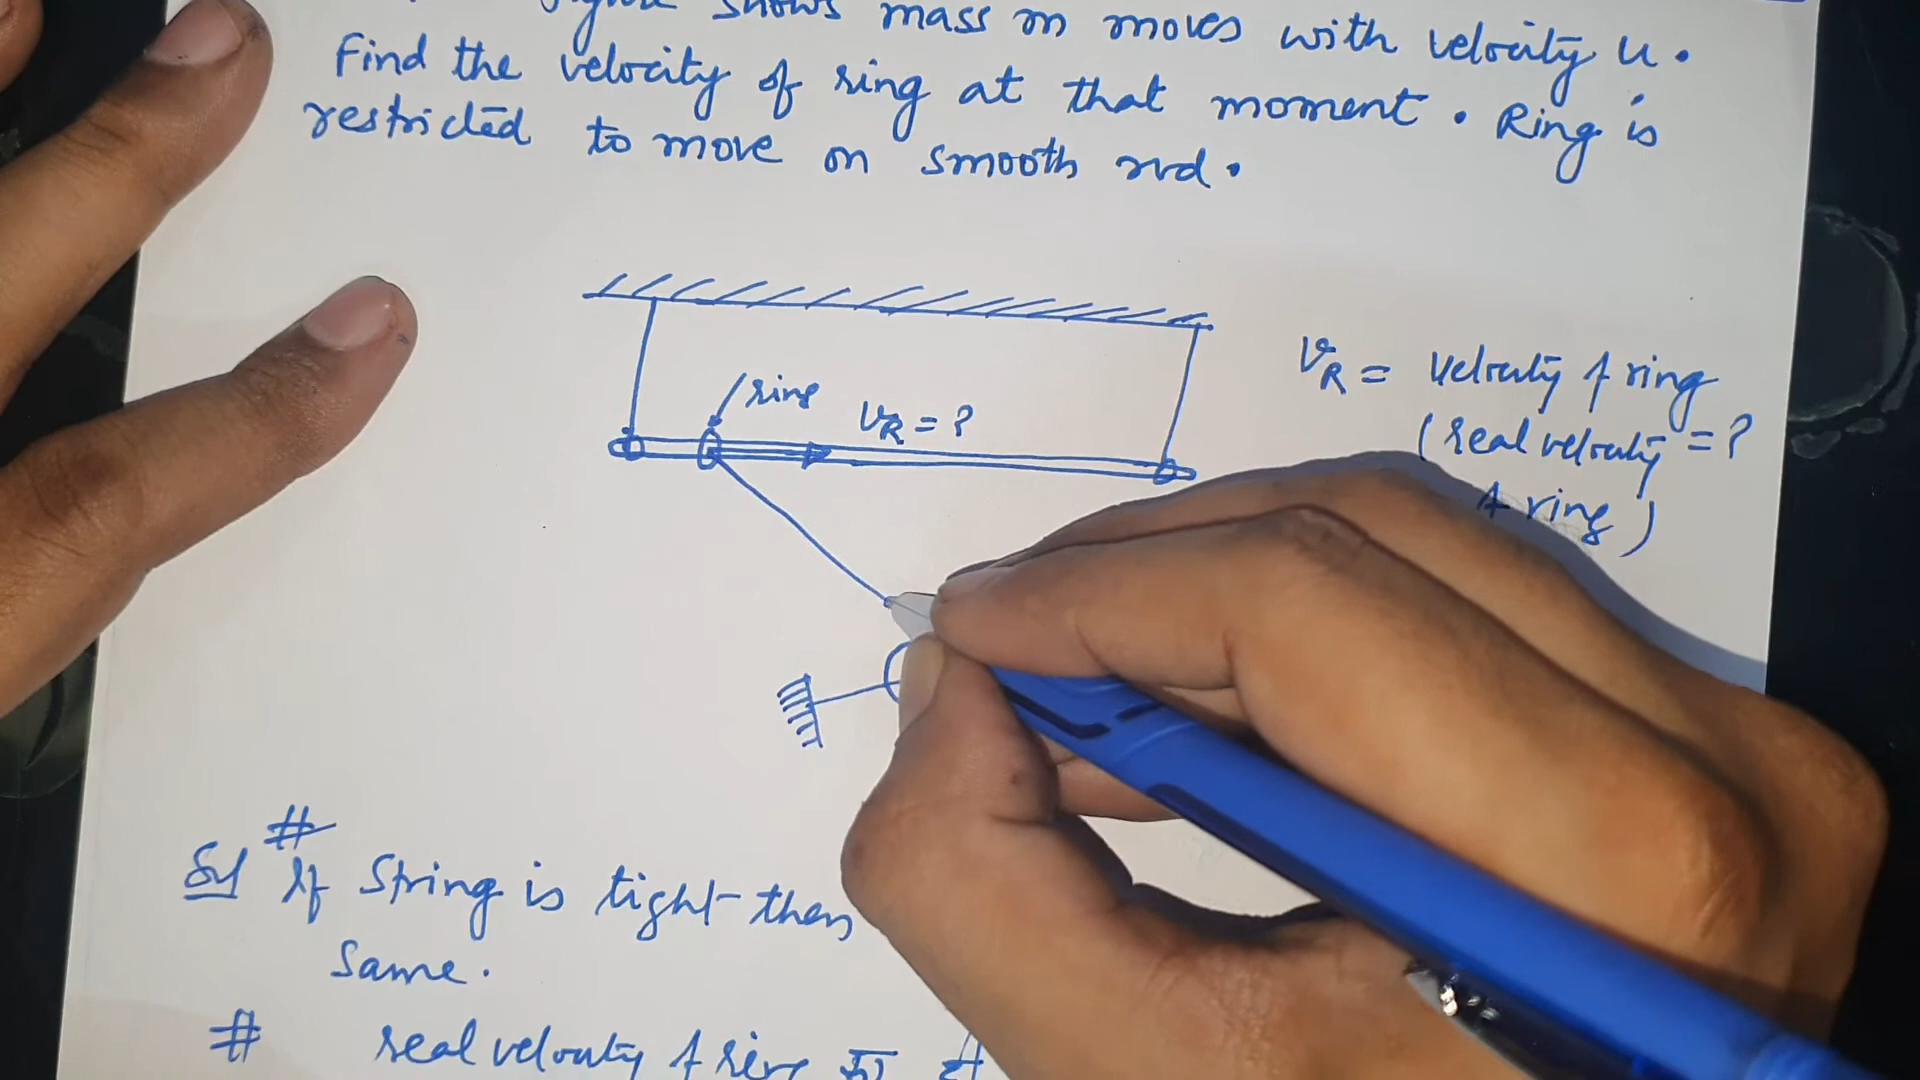 figure shows mass m moves with velocity u.
Find the velocity of ring at that moment. Ring is
restricted to move on smooth rod.
ring
VR = ?
VR = velocity of ring
(real velocity = ?
of ring)
Sol # If string is tight then
same.
# real velocity of ring का